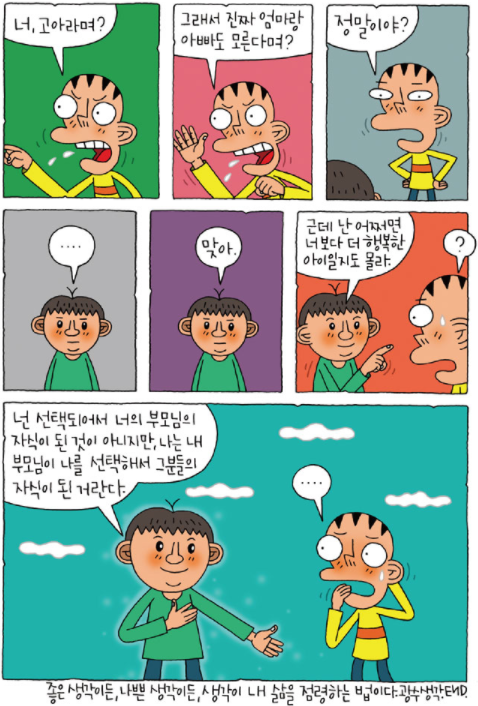 너, 고아라며?
그래서 진짜 엄마랑
아빠도 모른다며?
정말이야?
....
맞아.
근데 난 어쩌면
너보다 더 행복한
아이일지도 몰라.
?
넌 선택되어서 너의 부모님의
자식이 된 것이 아니지만, 나는 내
부모님이 나를 선택해서 그분들의
자식이 된 거란다.
....
좋은 생각이든, 나쁜 생각이든, 생각이 내 삶을 점령하는 법이다. 광수생각. END.